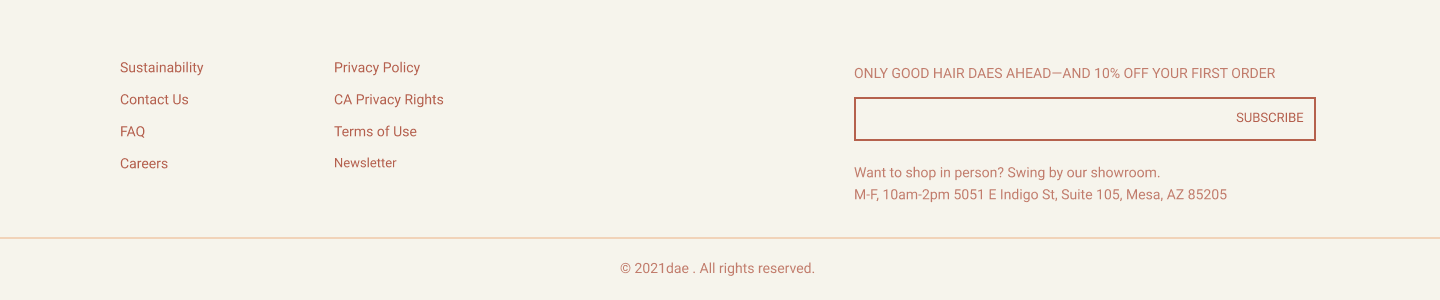 Sustainability
Contact Us
FAQ
Careers
Privacy Policy
CA Privacy Rights
Terms of Use
Newsletter
ONLY GOOD HAIR DAES AHEAD—AND 10% OFF YOUR FIRST ORDER
SUBSCRIBE
Want to shop in person? Swing by our showroom.
M-F, 10am-2pm 5051 E Indigo St, Suite 105, Mesa, AZ 85205
© 2021dae . All rights reserved.